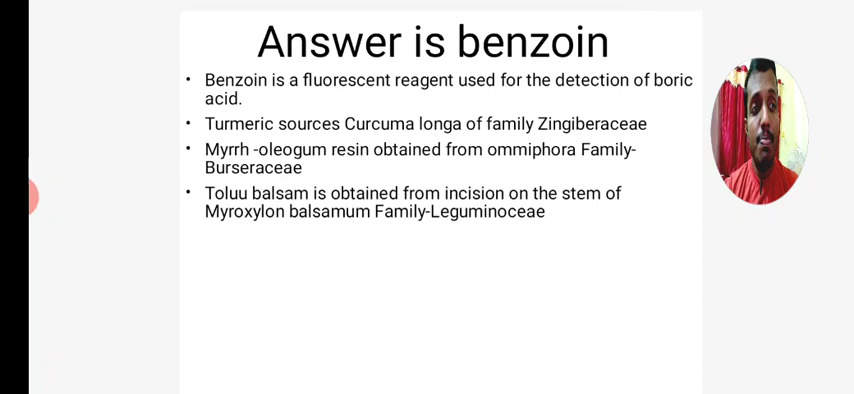 Answer is benzoin
• Benzoin is a fluorescent reagent used for the detection of boric
acid.
• Turmeric sources Curcuma longa of family Zingiberaceae
• Myrrh -oleogum resin obtained from ommiphora Family-
Burseraceae
• Toluu balsam is obtained from incision on the stem of
Myroxylon balsamum Family-Leguminoceae